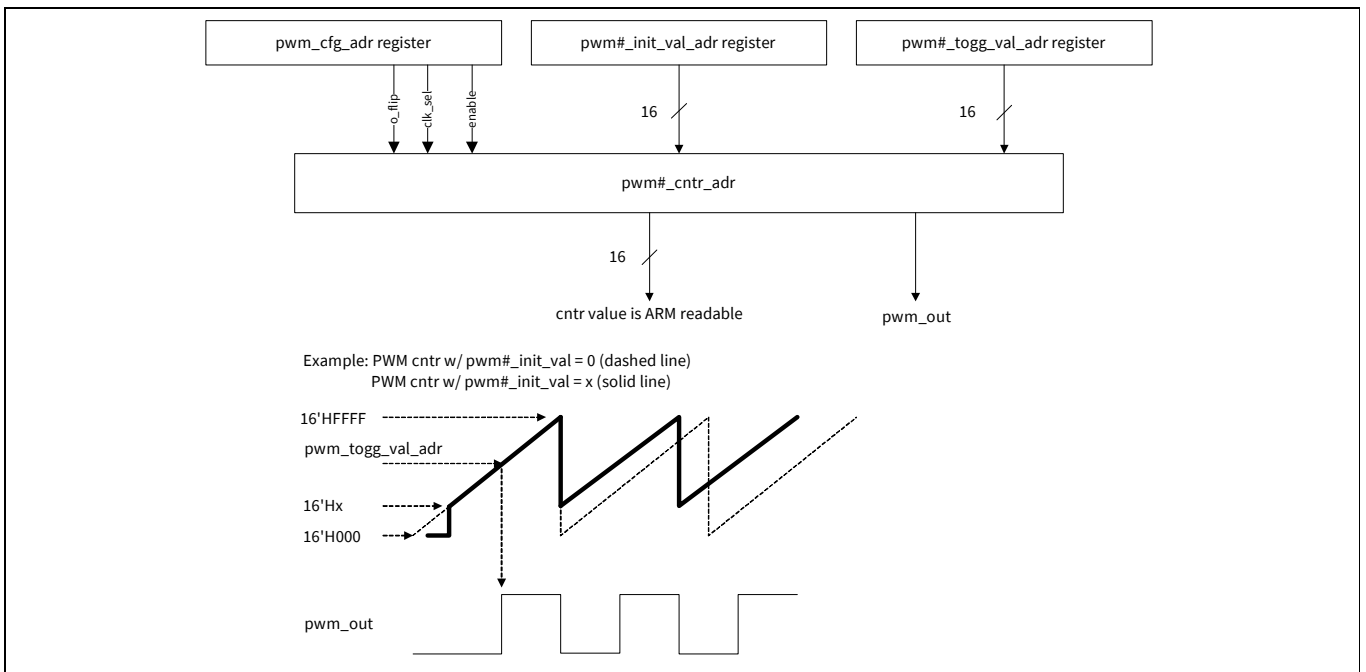 pwm_cfg_adr register
pwm#_init_val_adr register
pwm#_togg_val_adr register
o_flip
clk_sel
enable
16
16
pwm#_cntr_adr
16
cntr value is ARM readable
pwm_out
Example: PWM cntr w/ pwm#_init_val = 0 (dashed line)
PWM cntr w/ pwm#_init_val = x (solid line)
16'HFFFF
pwm_togg_val_adr
16'Hx
16'H000
pwm_out